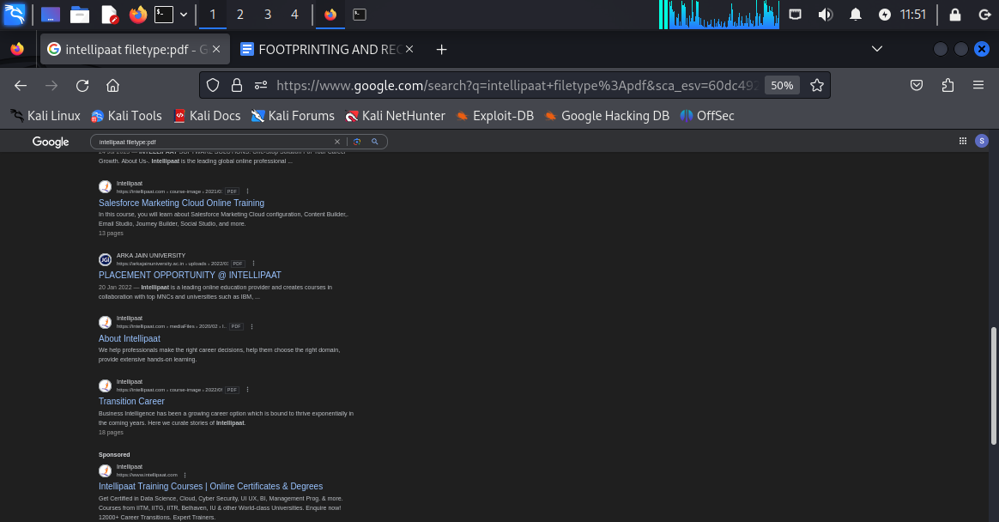 1 2 3 4
11:51
intellipaat filetype:pdf - G
FOOTPRINTING AND REC
https://www.google.com/search?q=intellipaat+filetype%3Apdf&sca_esv=60dc492
50%
Kali Linux Kali Tools Kali Docs Kali Forums Kali NetHunter Exploit-DB Google Hacking DB OffSec
Google
intellipaat filetype:pdf
S
Growth. About Us-. Intellipaat is the leading global online professional ...
Intellipaat
https://intellipaat.com › course-image › 2021/0 PDF
Salesforce Marketing Cloud Online Training
In this course, you will learn about Salesforce Marketing Cloud configuration, Content Builder,
Email Studio, Journey Builder, Social Studio, and more.
13 pages
JGI
ARKA JAIN UNIVERSITY
https://arkajainuniversity.ac.in › uploads › 2022/0 PDF
PLACEMENT OPPORTUNITY @ INTELLIPAAT
20 Jan 2022 — Intellipaat is a leading online education provider and creates courses in
collaboration with top MNCs and universities such as IBM, ...
Intellipaat
https://intellipaat.com › mediaFiles › 2020/02 › I... PDF
About Intellipaat
We help professionals make the right career decisions, help them choose the right domain,
provide extensive hands-on learning.
Intellipaat
https://intellipaat.com › course-image › 2022/0 PDF
Transition Career
Business Intelligence has been a growing career option which is bound to thrive exponentially in
the coming years. Here we curate stories of Intellipaat.
18 pages
Sponsored
Intellipaat
https://www.intellipaat.com
Intellipaat Training Courses | Online Certificates & Degrees
Get Certified in Data Science, Cloud, Cyber Security, UI UX, BI, Management Prog. & more.
Courses from IITM, IITG, IITR, Belhaven, IU & other World-class Universities. Enquire now!
12000+ Career Transitions. Expert Trainers.